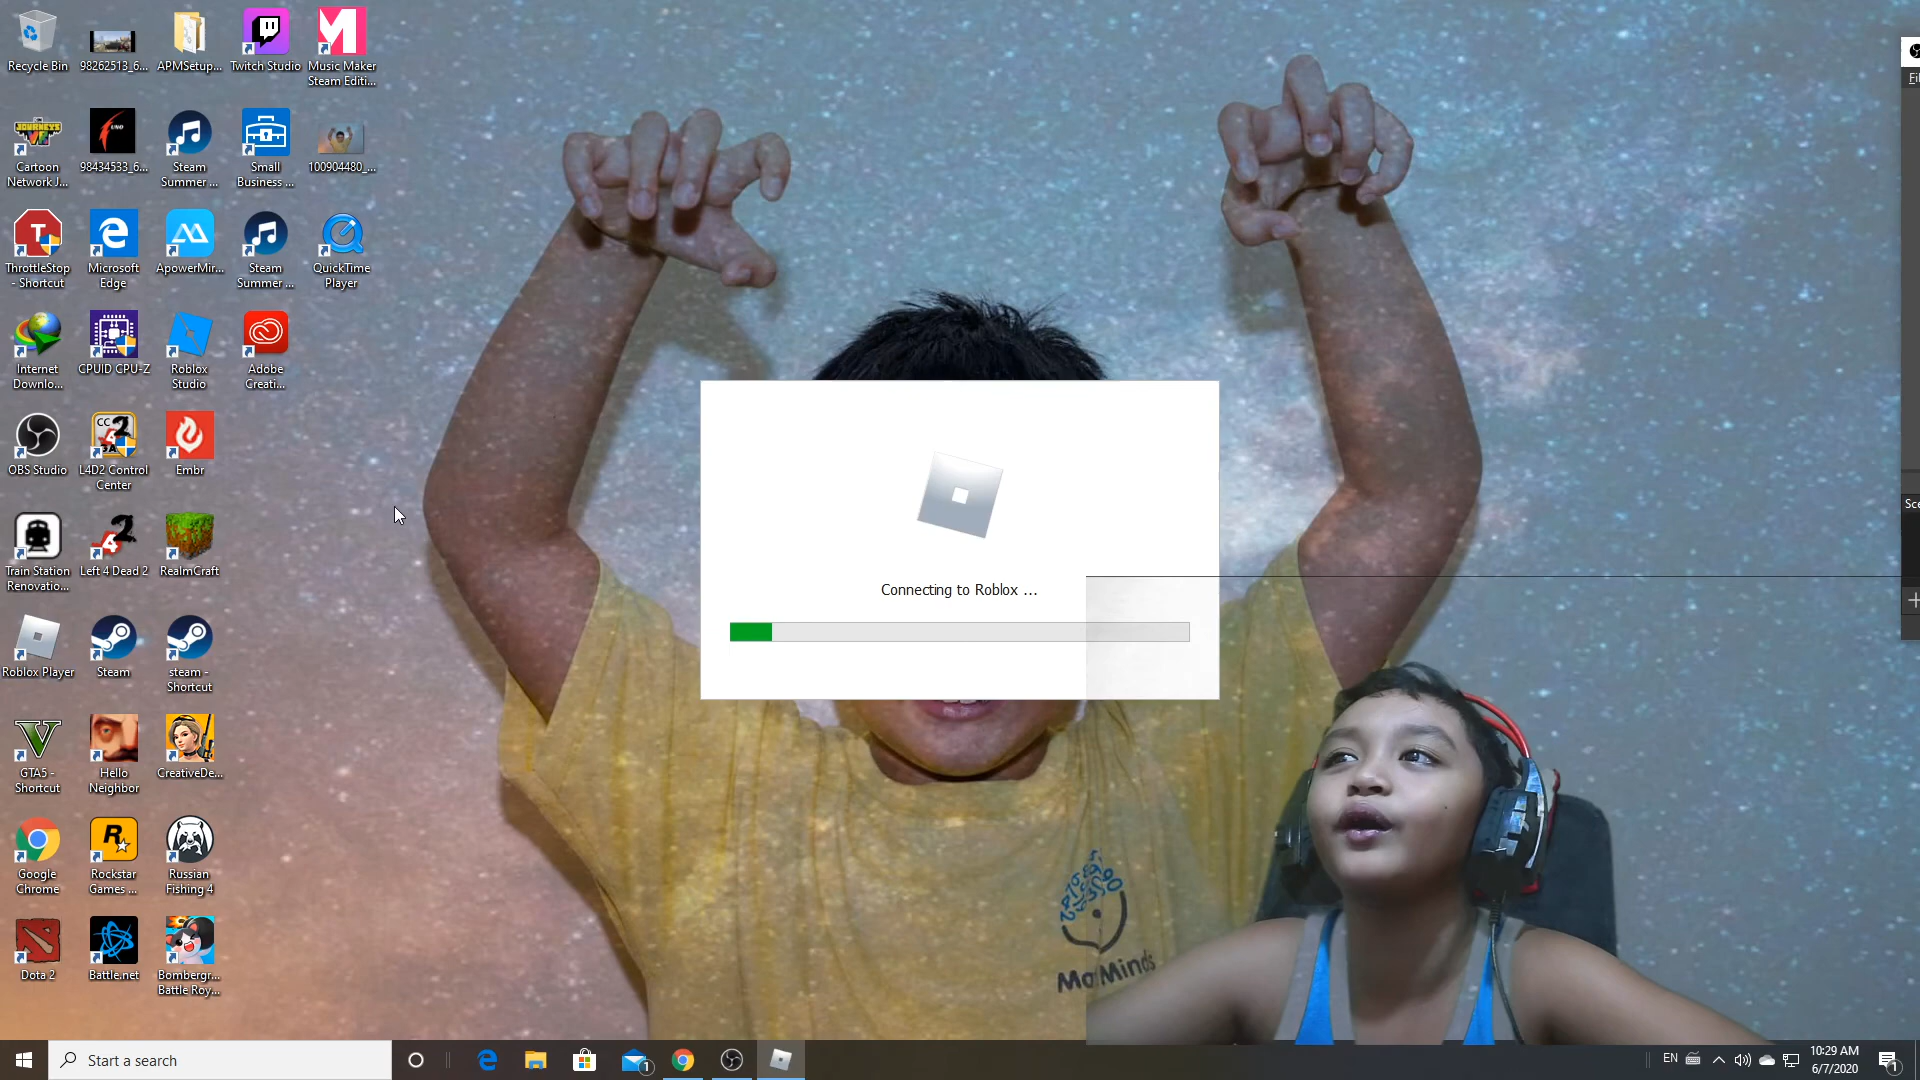 Recycle Bin
98262513_6...
APMSetup...
Twitch Studio
Music Maker
Steam Editi...
Cartoon
Network J...
98434533_6...
Steam
Summer ...
Small
Business ...
100904480_...
ThrottleStop
- Shortcut
Microsoft
Edge
ApowerMir...
Steam
Summer ...
QuickTime
Player
Internet
Downlo...
CPUID CPU-Z
Roblox
Studio
Adobe
Creati...
OBS Studio
L4D2 Control
Center
Embr
Train Station
Renovatio...
Left 4 Dead 2
RealmCraft
Roblox Player
Steam
steam -
Shortcut
GTA5 -
Shortcut
Hello
Neighbor
CreativeDe...
Google
Chrome
Rockstar
Games ...
Russian
Fishing 4
Dota 2
Battle.net
Bombergr...
Battle Roy...
Connecting to Roblox ...
Fil
Sce
Start a search
EN
10:29 AM
6/7/2020